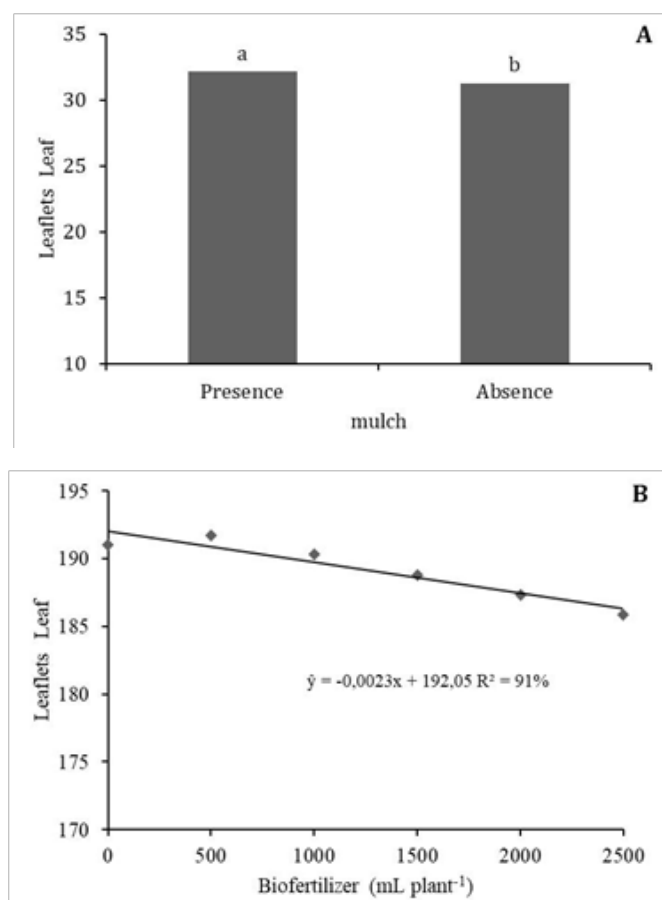 A
35
30
25
20
15
10
Leaflets Leaf
a
b
Presence Absence
mulch
B
195
190
185
180
175
170
Leaflets Leaf
ŷ = -0,0023x + 192,05 R² = 91%
0 500 1000 1500 2000 2500
Biofertilizer (mL plant⁻¹)